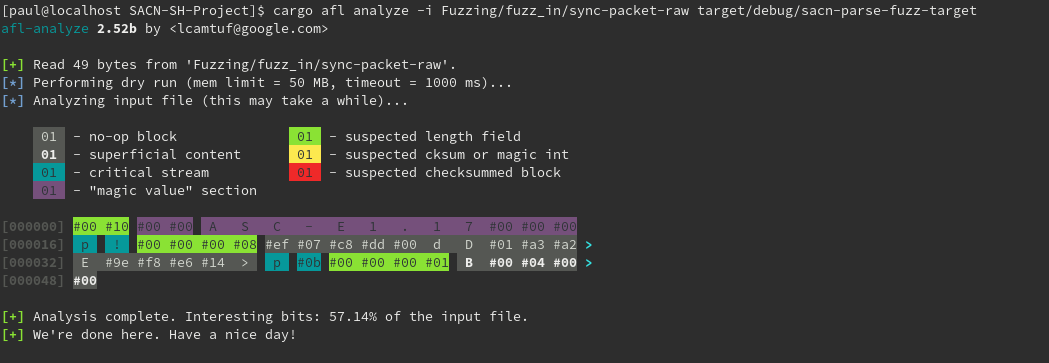 [paul@localhost SACN-SH-Project]$ cargo afl analyze -i Fuzzing/fuzz_in/sync-packet-raw target/debug/sacn-parse-fuzz-target
afl-analyze 2.52b by <lcamtuf@google.com>
[+] Read 49 bytes from 'Fuzzing/fuzz_in/sync-packet-raw'.
[*] Performing dry run (mem limit = 50 MB, timeout = 1000 ms)...
[*] Analyzing input file (this may take a while)...
01 - no-op block 01 - suspected length field
01 - superficial content 01 - suspected cksum or magic int
01 - critical stream 01 - suspected checksummed block
01 - "magic value" section
[000000] #00 #10 #00 #00 A S C - E 1 . 1 7 #00 #00 #00
[000016] p ! #00 #00 #00 #08 #ef #07 #c8 #dd #00 d D #01 #a3 #a2 >
[000032] E #9e #f8 #e6 #14 > p #0b #00 #00 #00 #01 B #00 #04 #00 >
[000048] #00
[+] Analysis complete. Interesting bits: 57.14% of the input file.
[+] We're done here. Have a nice day!